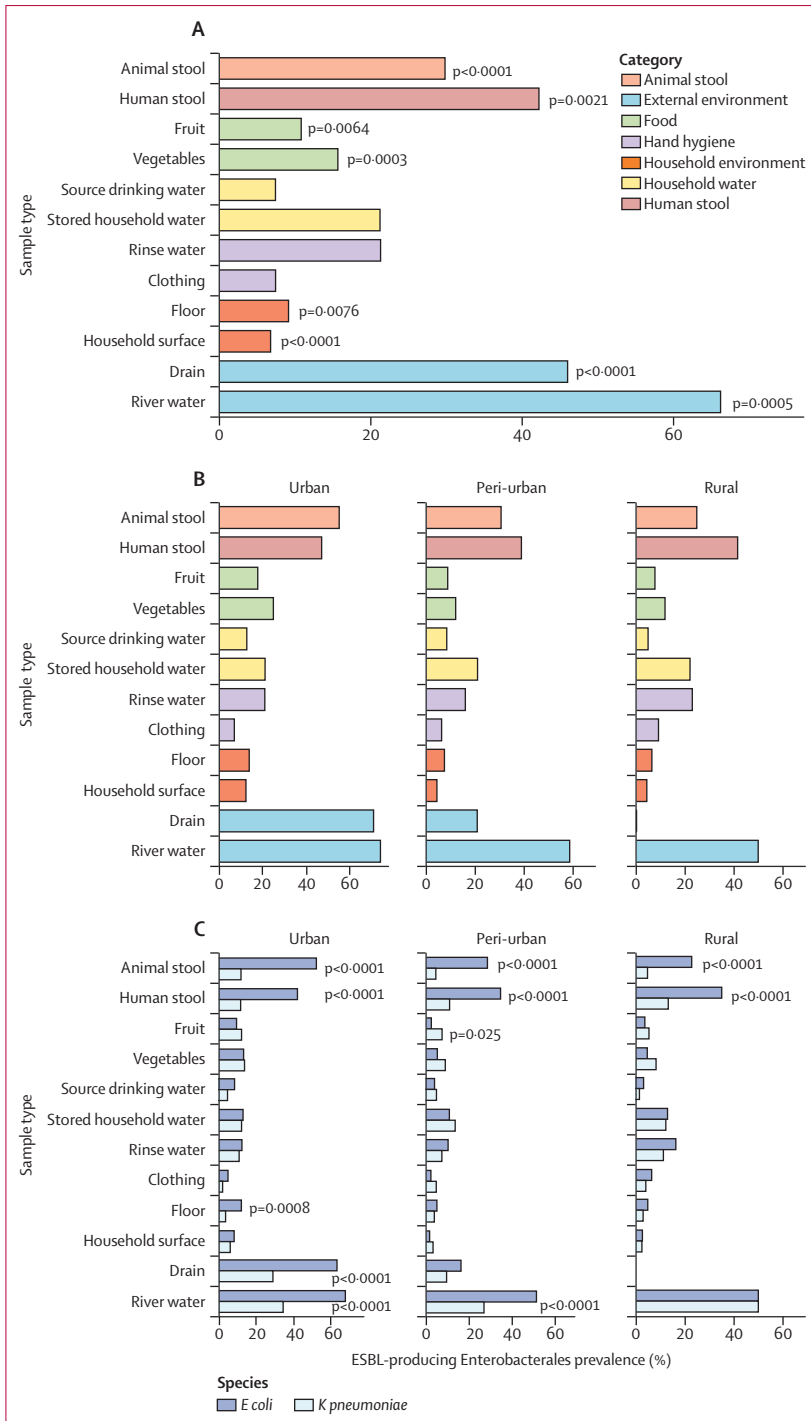 A
Animal stool
Human stool
Fruit
Vegetables
Source drinking water
Stored household water
Rinse water
Clothing
Floor
Household surface
Drain
River water
Sample type
p<0·0001
p=0·0021
p=0·0064
p=0·0003
p=0·0076
p<0·0001
p<0·0001
p=0·0005
0 20 40 60
Category
Animal stool
External environment
Food
Hand hygiene
Household environment
Household water
Human stool
B
Urban Peri-urban Rural
Animal stool
Human stool
Fruit
Vegetables
Source drinking water
Stored household water
Rinse water
Clothing
Floor
Household surface
Drain
River water
Sample type
0 20 40 60 0 20 40 60 0 20 40 60
C
Urban Peri-urban Rural
Animal stool p<0·0001 p<0·0001 p<0·0001
Human stool p<0·0001 p<0·0001 p<0·0001
Fruit p=0·025
Vegetables
Source drinking water
Stored household water
Rinse water
Clothing
Floor p=0·0008
Household surface
Drain p<0·0001
River water p<0·0001 p<0·0001
Sample type
0 20 40 60 0 20 40 60 0 20 40 60
ESBL-producing Enterobacterales prevalence (%)
Species
E coli K pneumoniae